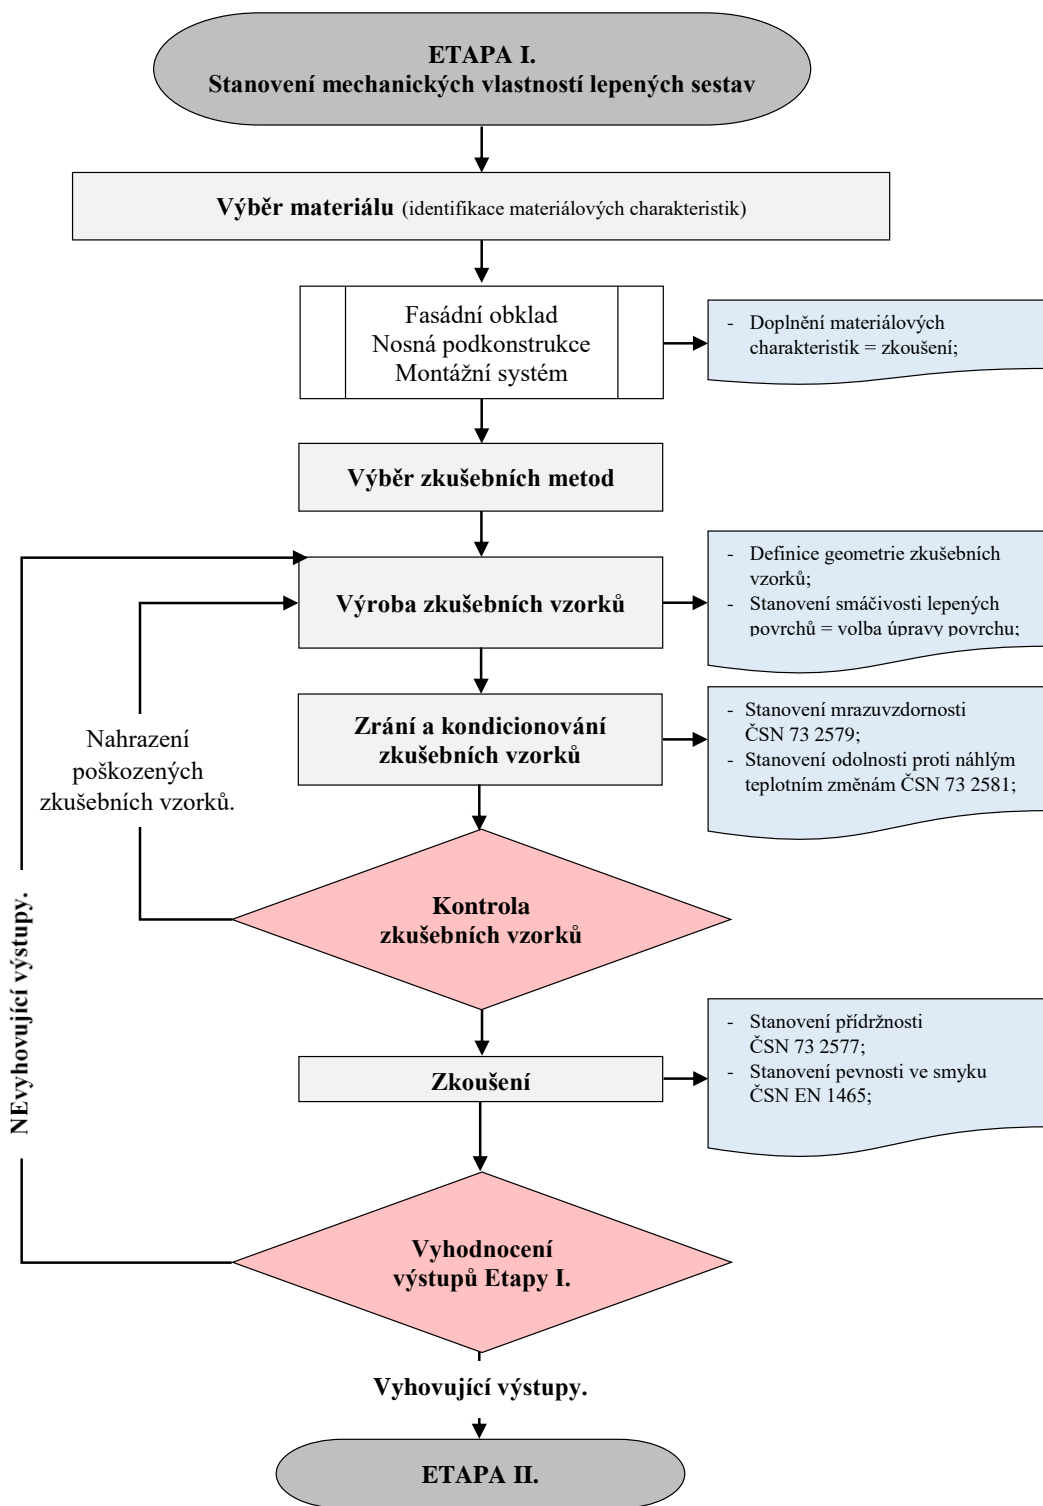 ETAPA I.
Stanovení mechanických vlastností lepených sestav
Výběr materiálu (identifikace materiálových charakteristik)
Fasádní obklad
Nosná podkonstrukce
Montážní systém
- Doplnění materiálových
charakteristik = zkoušení;
Výběr zkušebních metod
Výroba zkušebních vzorků
- Definice geometrie zkušebních
vzorků;
- Stanovení smáčivosti lepených
povrchů = volba úpravy povrchu;
Zrání a kondicionování
zkušebních vzorků
- Stanovení mrazuvzdornosti
ČSN 73 2579;
- Stanovení odolnosti proti náhlým
teplotním změnám ČSN 73 2581;
Nahrazení
poškozených
zkušebních vzorků.
Kontrola
zkušebních vzorků
NEvyhovující výstupy.
Zkoušení
- Stanovení přídržnosti
ČSN 73 2577;
- Stanovení pevnosti ve smyku
ČSN EN 1465;
Vyhodnocení
výstupů Etapy I.
Vyhovující výstupy.
ETAPA II.